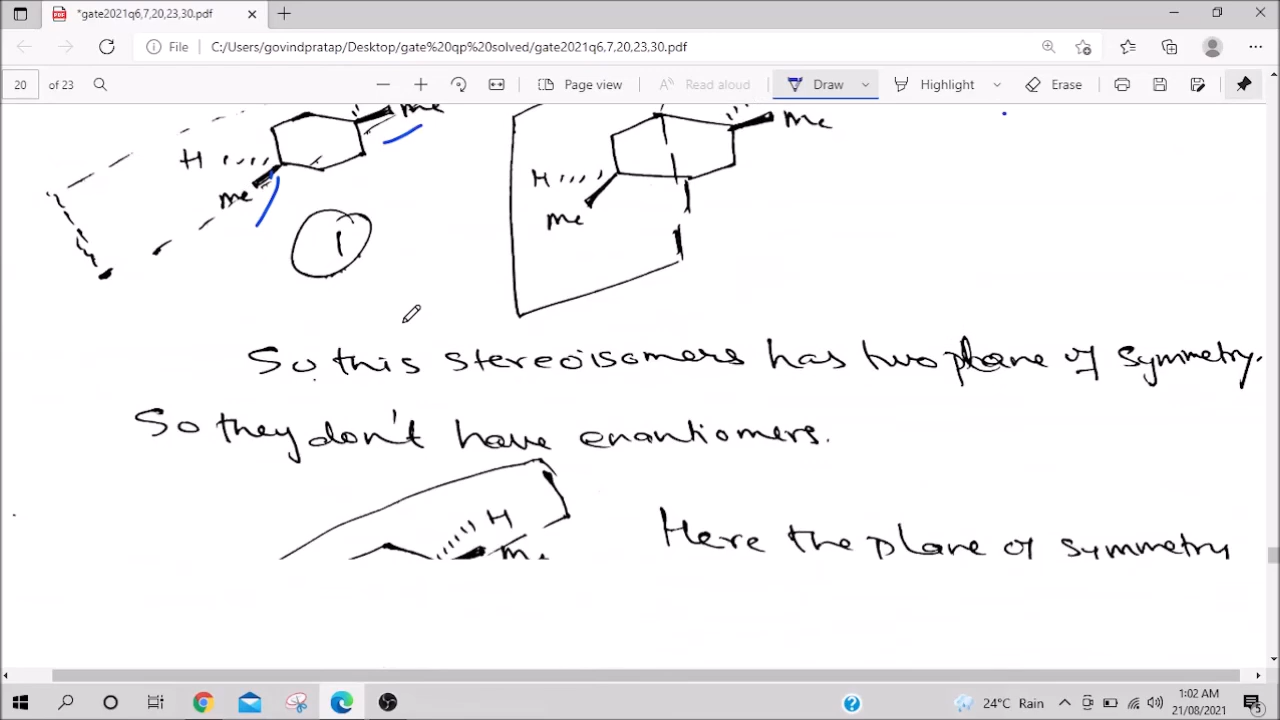 *gate2021q6,7,20,23,30.pdf
File C:/Users/govindpratap/Desktop/gate%20qp%20solved/gate2021q6,7,20,23,30.pdf
20 of 23 Page view Read aloud Draw Highlight Erase
Me
H
Me
1
Me
H
Me
So this stereoisomers has two plane of symmetry.
So they don't have enantiomers.
H
Here the plane of symmetry
24°C Rain
1:02 AM
21/08/2021
5